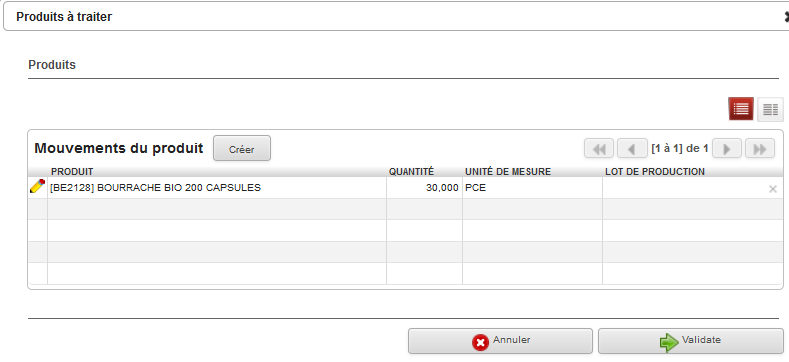 Produits à traiter
Produits
Mouvements du produit Créer [1 à 1] de 1
PRODUIT QUANTITÉ UNITÉ DE MESURE LOT DE PRODUCTION
[BE2128] BOURRACHE BIO 200 CAPSULES 30,000 PCE
Annuler Validate